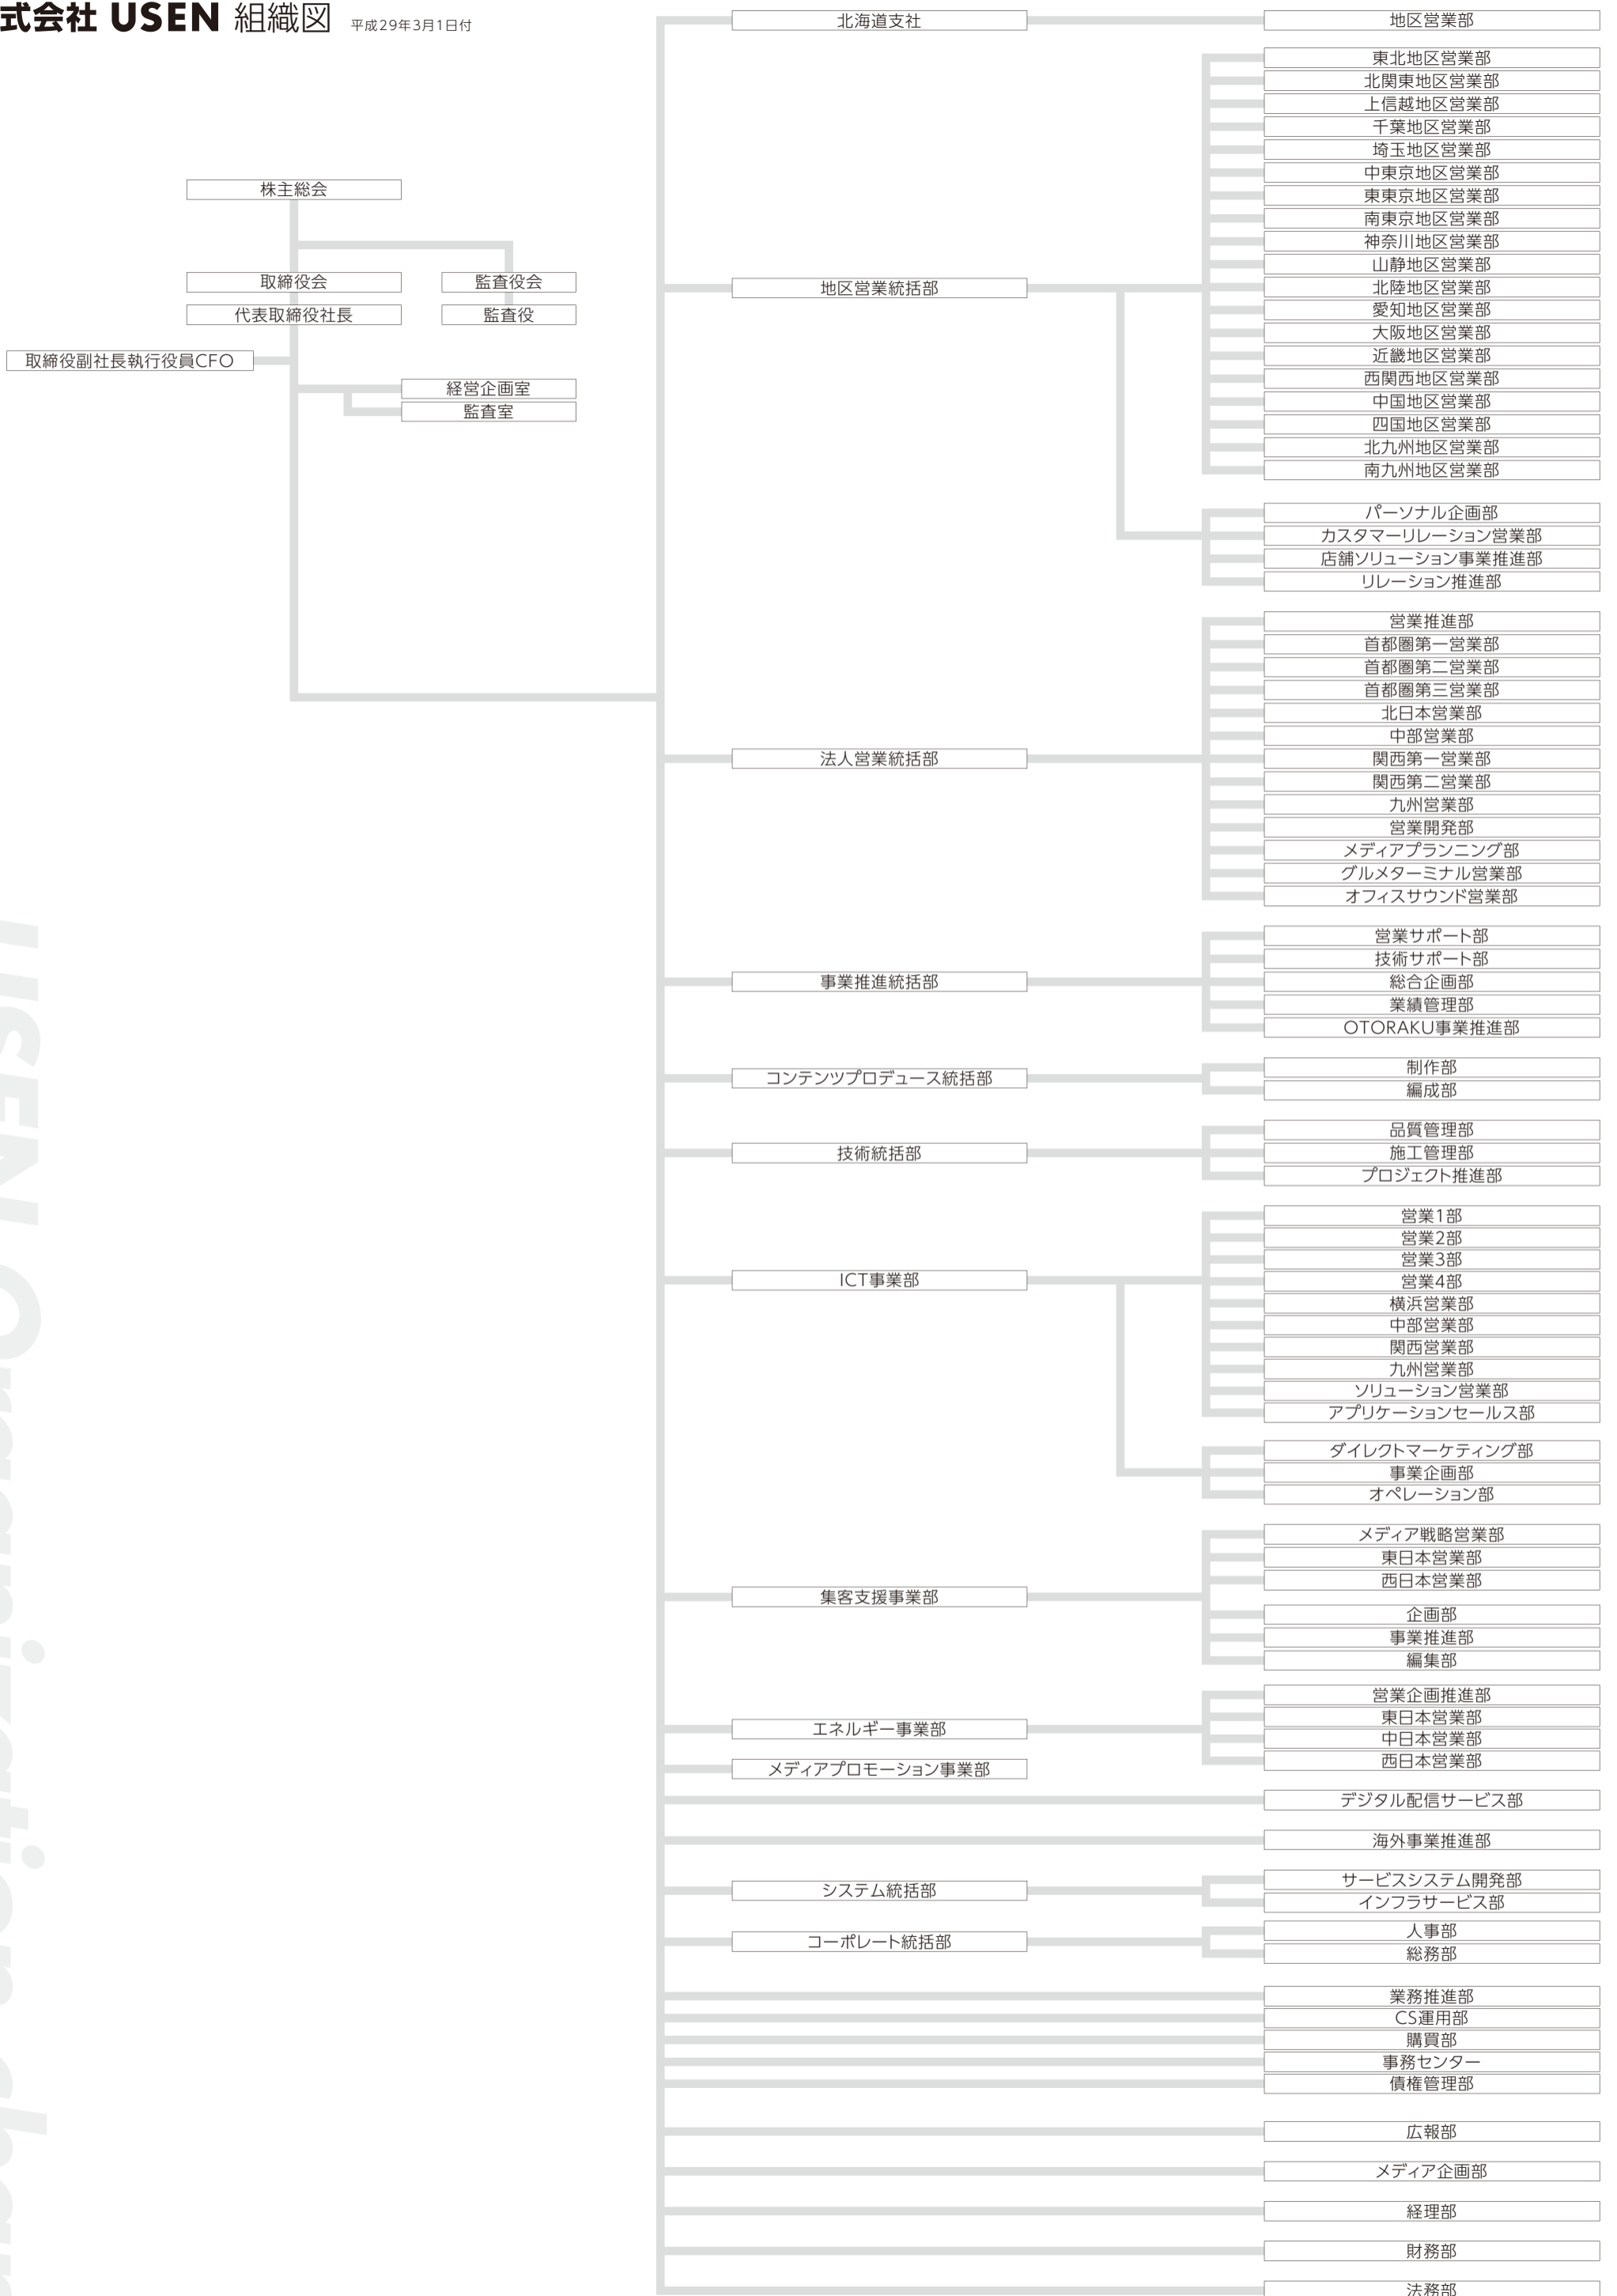 式会社 USEN 組織図 平成29年3月1日付
株主総会
取締役会
監査役会
代表取締役社長
監査役
取締役副社長執行役員CFO
経営企画室
監査室
北海道支社
地区営業部
地区営業統括部
東北地区営業部
北関東地区営業部
上信越地区営業部
千葉地区営業部
埼玉地区営業部
中東京地区営業部
東東京地区営業部
南東京地区営業部
神奈川地区営業部
山静地区営業部
北陸地区営業部
愛知地区営業部
大阪地区営業部
近畿地区営業部
西関西地区営業部
中国地区営業部
四国地区営業部
北九州地区営業部
南九州地区営業部
パーソナル企画部
カスタマーリレーション営業部
店舗ソリューション事業推進部
リレーション推進部
法人営業統括部
営業推進部
首都圏第一営業部
首都圏第二営業部
首都圏第三営業部
北日本営業部
中部営業部
関西第一営業部
関西第二営業部
九州営業部
営業開発部
メディアプランニング部
グルメターミナル営業部
オフィスサウンド営業部
事業推進統括部
営業サポート部
技術サポート部
総合企画部
業績管理部
OTORAKU事業推進部
コンテンツプロデュース統括部
制作部
編成部
技術統括部
品質管理部
施工管理部
プロジェクト推進部
ICT事業部
営業1部
営業2部
営業3部
営業4部
横浜営業部
中部営業部
関西営業部
九州営業部
ソリューション営業部
アプリケーションセールス部
ダイレクトマーケティング部
事業企画部
オペレーション部
集客支援事業部
メディア戦略営業部
東日本営業部
西日本営業部
企画部
事業推進部
編集部
エネルギー事業部
営業企画推進部
東日本営業部
中日本営業部
西日本営業部
メディアプロモーション事業部
デジタル配信サービス部
海外事業推進部
システム統括部
サービスシステム開発部
インフラサービス部
コーポレート統括部
人事部
総務部
業務推進部
CS運用部
購買部
事務センター
債権管理部
広報部
メディア企画部
経理部
財務部
法務部